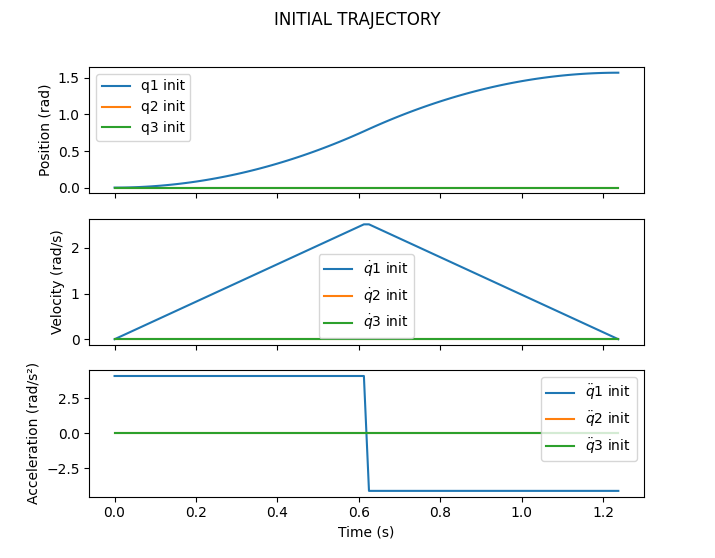 INITIAL TRAJECTORY
Position (rad)
1.5
1.0
0.5
0.0
q1 init
q2 init
q3 init
Velocity (rad/s)
2
1
0
q̇1 init
q̇2 init
q̇3 init
Acceleration (rad/s²)
2.5
0.0
−2.5
q̈1 init
q̈2 init
q̈3 init
0.0 0.2 0.4 0.6 0.8 1.0 1.2
Time (s)